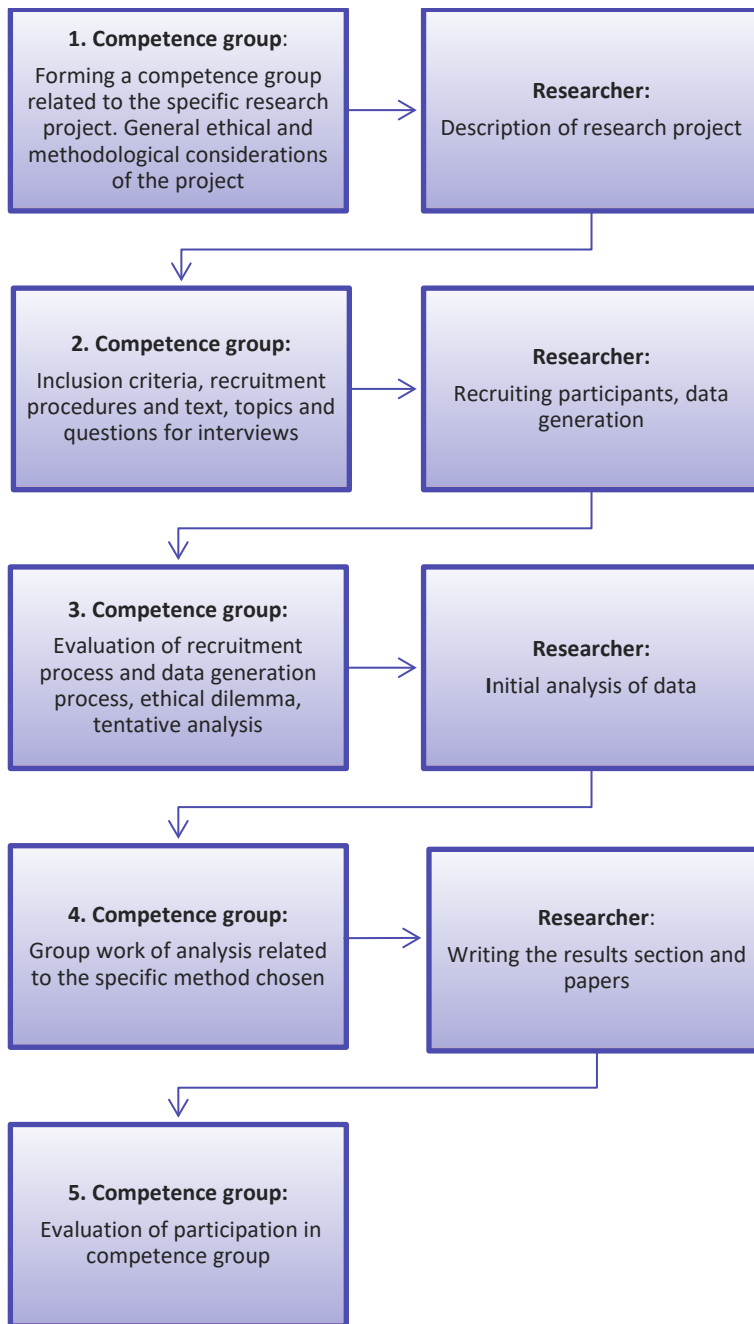 1. Competence group:
Forming a competence group
related to the specific research
project. General ethical and
methodological considerations
of the project
Researcher:
Description of research project
2. Competence group:
Inclusion criteria, recruitment
procedures and text, topics and
questions for interviews
Researcher:
Recruiting participants, data
generation
3. Competence group:
Evaluation of recruitment
process and data generation
process, ethical dilemma,
tentative analysis
Researcher:
Initial analysis of data
4. Competence group:
Group work of analysis related
to the specific method chosen
Researcher:
Writing the results section and
papers
5. Competence group:
Evaluation of participation in
competence group